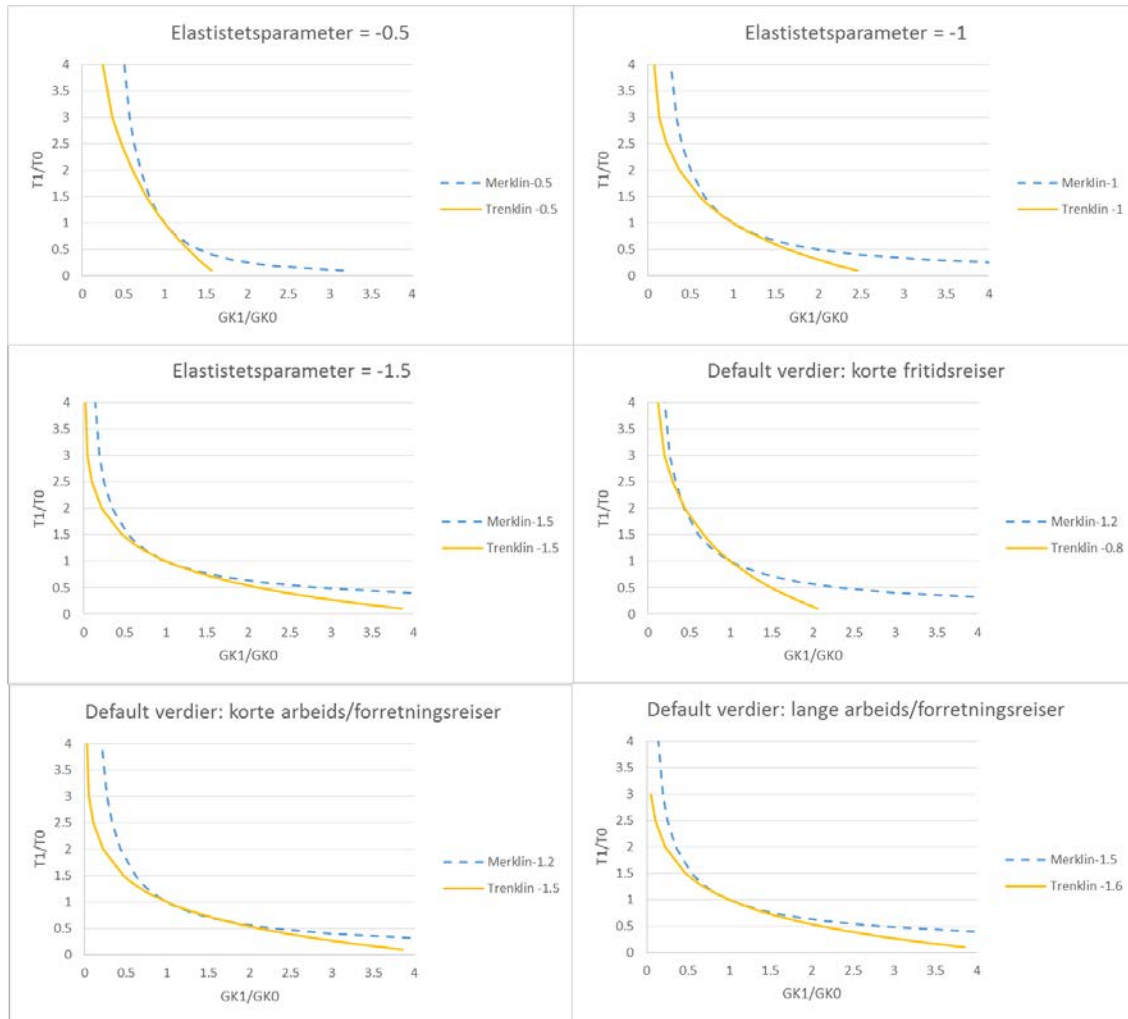 Elastistetsparameter = -0.5
4
3.5
3
2.5
2
1.5
1
0.5
0
T1/T0
0 0.5 1 1.5 2 2.5 3 3.5 4
GK1/GK0
Merklin-0.5
Trenklin -0.5
Elastistetsparameter = -1
4
3.5
3
2.5
2
1.5
1
0.5
0
T1/T0
0 0.5 1 1.5 2 2.5 3 3.5 4
GK1/GK0
Merklin-1
Trenklin -1
Elastistetsparameter = -1.5
4
3.5
3
2.5
2
1.5
1
0.5
0
T1/T0
0 0.5 1 1.5 2 2.5 3 3.5 4
GK1/GK0
Merklin-1.5
Trenklin -1.5
Default verdier: korte fritidsreiser
4
3.5
3
2.5
2
1.5
1
0.5
0
T1/T0
0 0.5 1 1.5 2 2.5 3 3.5 4
GK1/GK0
Merklin-1.2
Trenklin -0.8
Default verdier: korte arbeids/forretningsreiser
4
3.5
3
2.5
2
1.5
1
0.5
0
T1/T0
0 0.5 1 1.5 2 2.5 3 3.5 4
GK1/GK0
Merklin-1.2
Trenklin -1.5
Default verdier: lange arbeids/forretningsreiser
4
3.5
3
2.5
2
1.5
1
0.5
0
T1/T0
0 0.5 1 1.5 2 2.5 3 3.5 4
GK1/GK0
Merklin-1.5
Trenklin -1.6